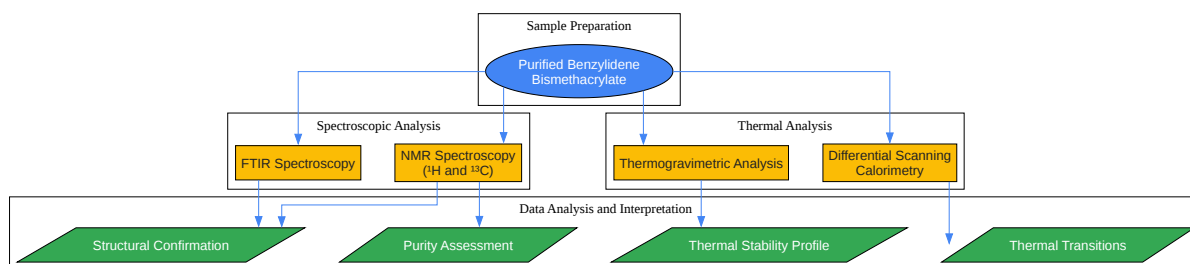 Sample Preparation
Purified Benzylidene
Bismethacrylate
Spectroscopic Analysis
Thermal Analysis
FTIR Spectroscopy
NMR Spectroscopy
(¹H and ¹³C)
Thermogravimetric Analysis
Differential Scanning
Calorimetry
Data Analysis and Interpretation
Structural Confirmation
Purity Assessment
Thermal Stability Profile
Thermal Transitions